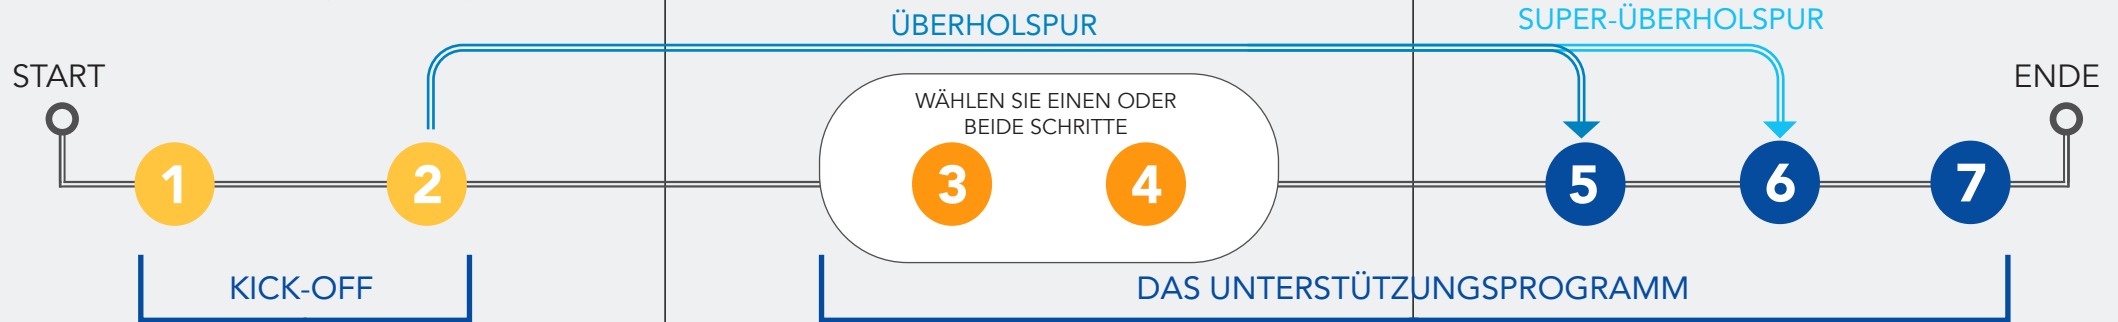 ÜBERHOLSPUR
SUPER-ÜBERHOLSPUR
START
ENDE
WÄHLEN SIE EINEN ODER
BEIDE SCHRITTE
1
2
3
4
5
6
7
KICK-OFF
DAS UNTERSTÜTZUNGSPROGRAMM